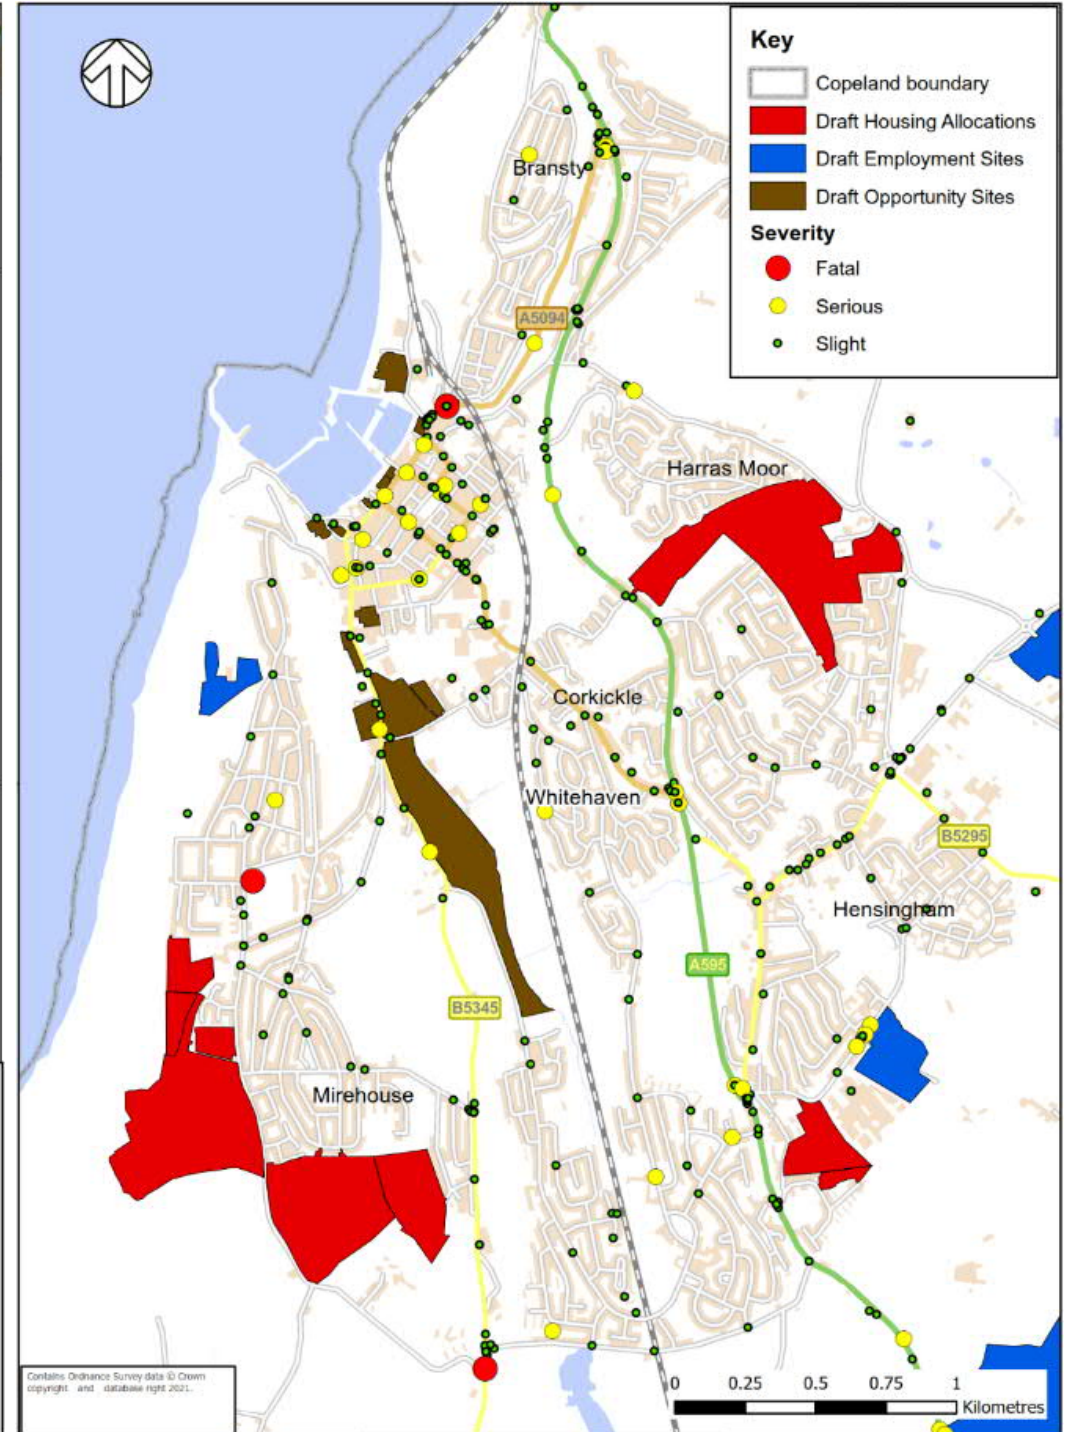 Key
Copeland boundary
Draft Housing Allocations
Draft Employment Sites
Draft Opportunity Sites
Severity
Fatal
Serious
Slight
Bransty
A5094
Harras Moor
Corkickle
Whitehaven
B5295
Hensingham
A595
B5345
Mirehouse
Contains Ordnance Survey data © Crown
copyright and database right 2021.
0 0.25 0.5 0.75 1
Kilometres